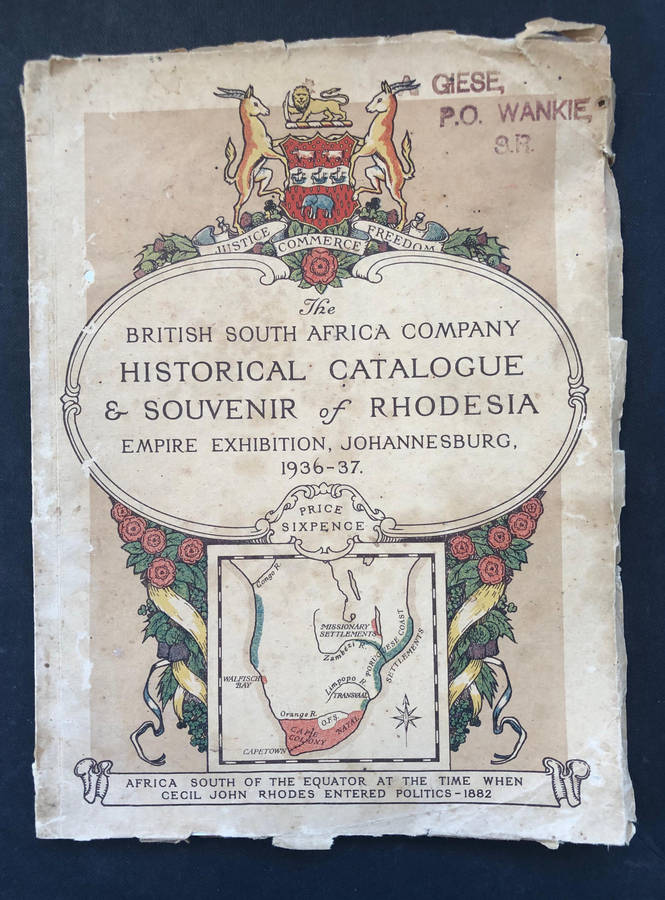 GIESE,
P.O. WANKIE,
S.R.
JUSTICE COMMERCE FREEDOM
The
BRITISH SOUTH AFRICA COMPANY
HISTORICAL CATALOGUE
& SOUVENIR of RHODESIA
EMPIRE EXHIBITION, JOHANNESBURG,
1936-37.
PRICE
SIXPENCE
Congo R.
MISSIONARY
SETTLEMENTS
Zambezi R.
PORUGUESE COAST
SETTLEMENTS
WALFISCH
BAY
Limpopo R.
TRANSVAAL
Orange R.
O.F.S.
NATAL
CAPE
COLONY
CAPETOWN
AFRICA SOUTH OF THE EQUATOR AT THE TIME WHEN
CECIL JOHN RHODES ENTERED POLITICS-1882